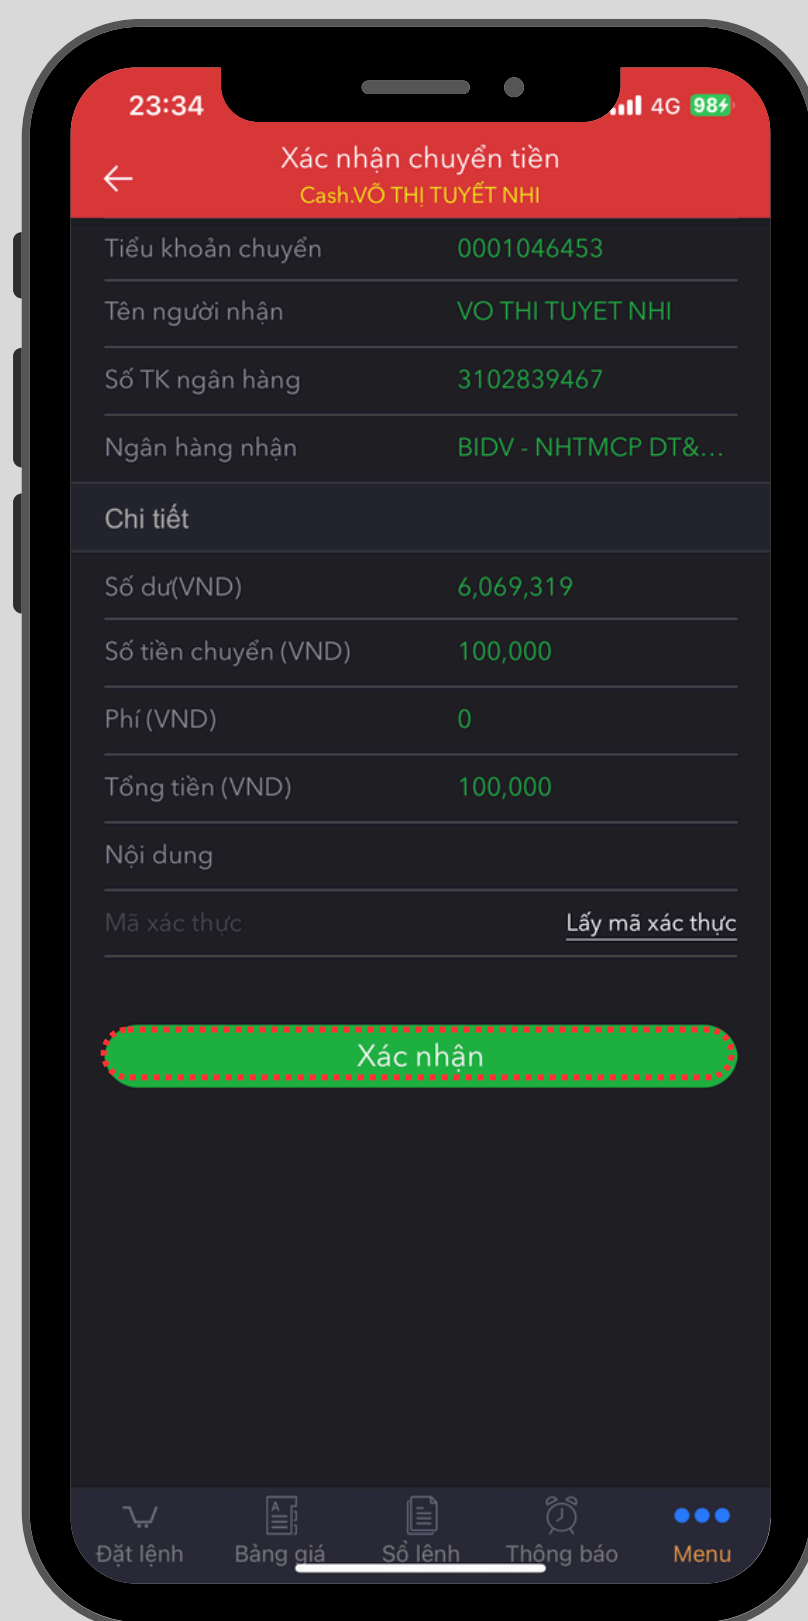 23:34 4G 98
Xác nhận chuyển tiền
Cash.VÕ THỊ TUYẾT NHI
Tiểu khoản chuyển 0001046453
Tên người nhận VO THI TUYET NHI
Số TK ngân hàng 3102839467
Ngân hàng nhận BIDV - NHTMCP DT&...
Chi tiết
Số dư(VND) 6,069,319
Số tiền chuyển (VND) 100,000
Phí (VND) 0
Tổng tiền (VND) 100,000
Nội dung
Mã xác thực Lấy mã xác thực
Xác nhận
Đặt lệnh Bảng giá Sổ lệnh Thông báo Menu